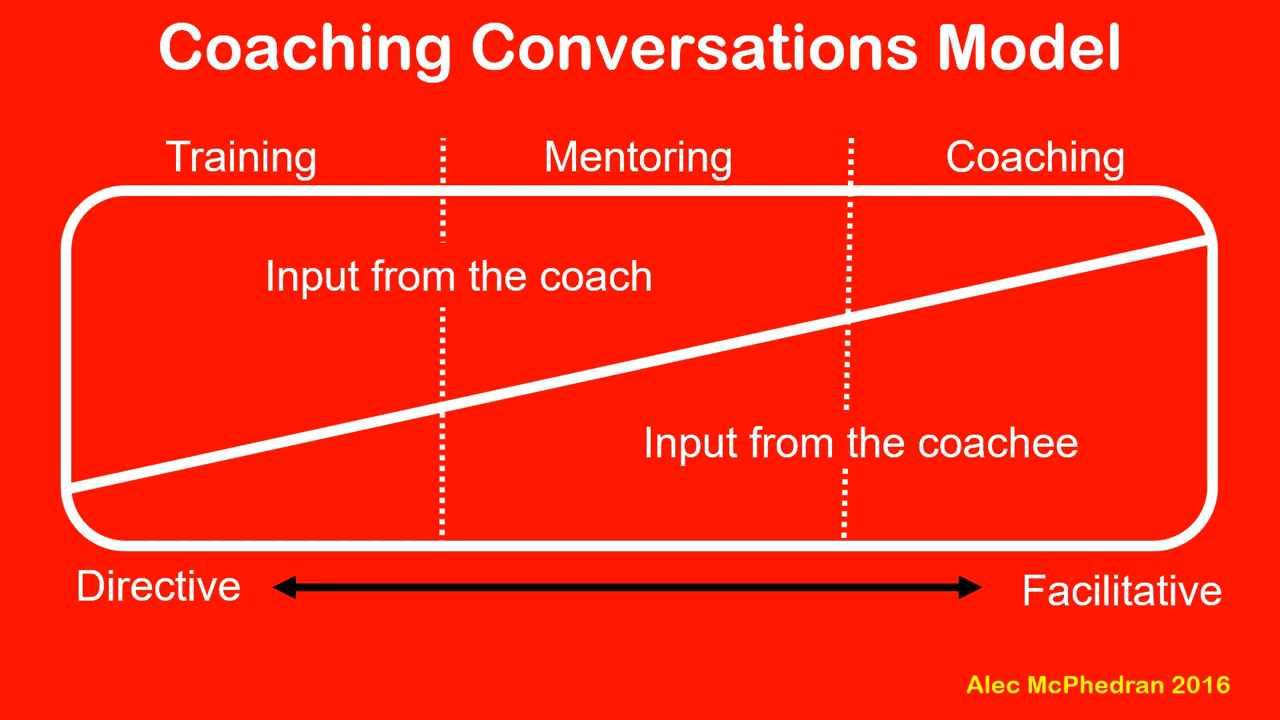 Coaching Conversations Model
Training
Mentoring
Coaching
Input from the coach
Input from the coachee
Directive
Facilitative
Alec McPhedran 2016